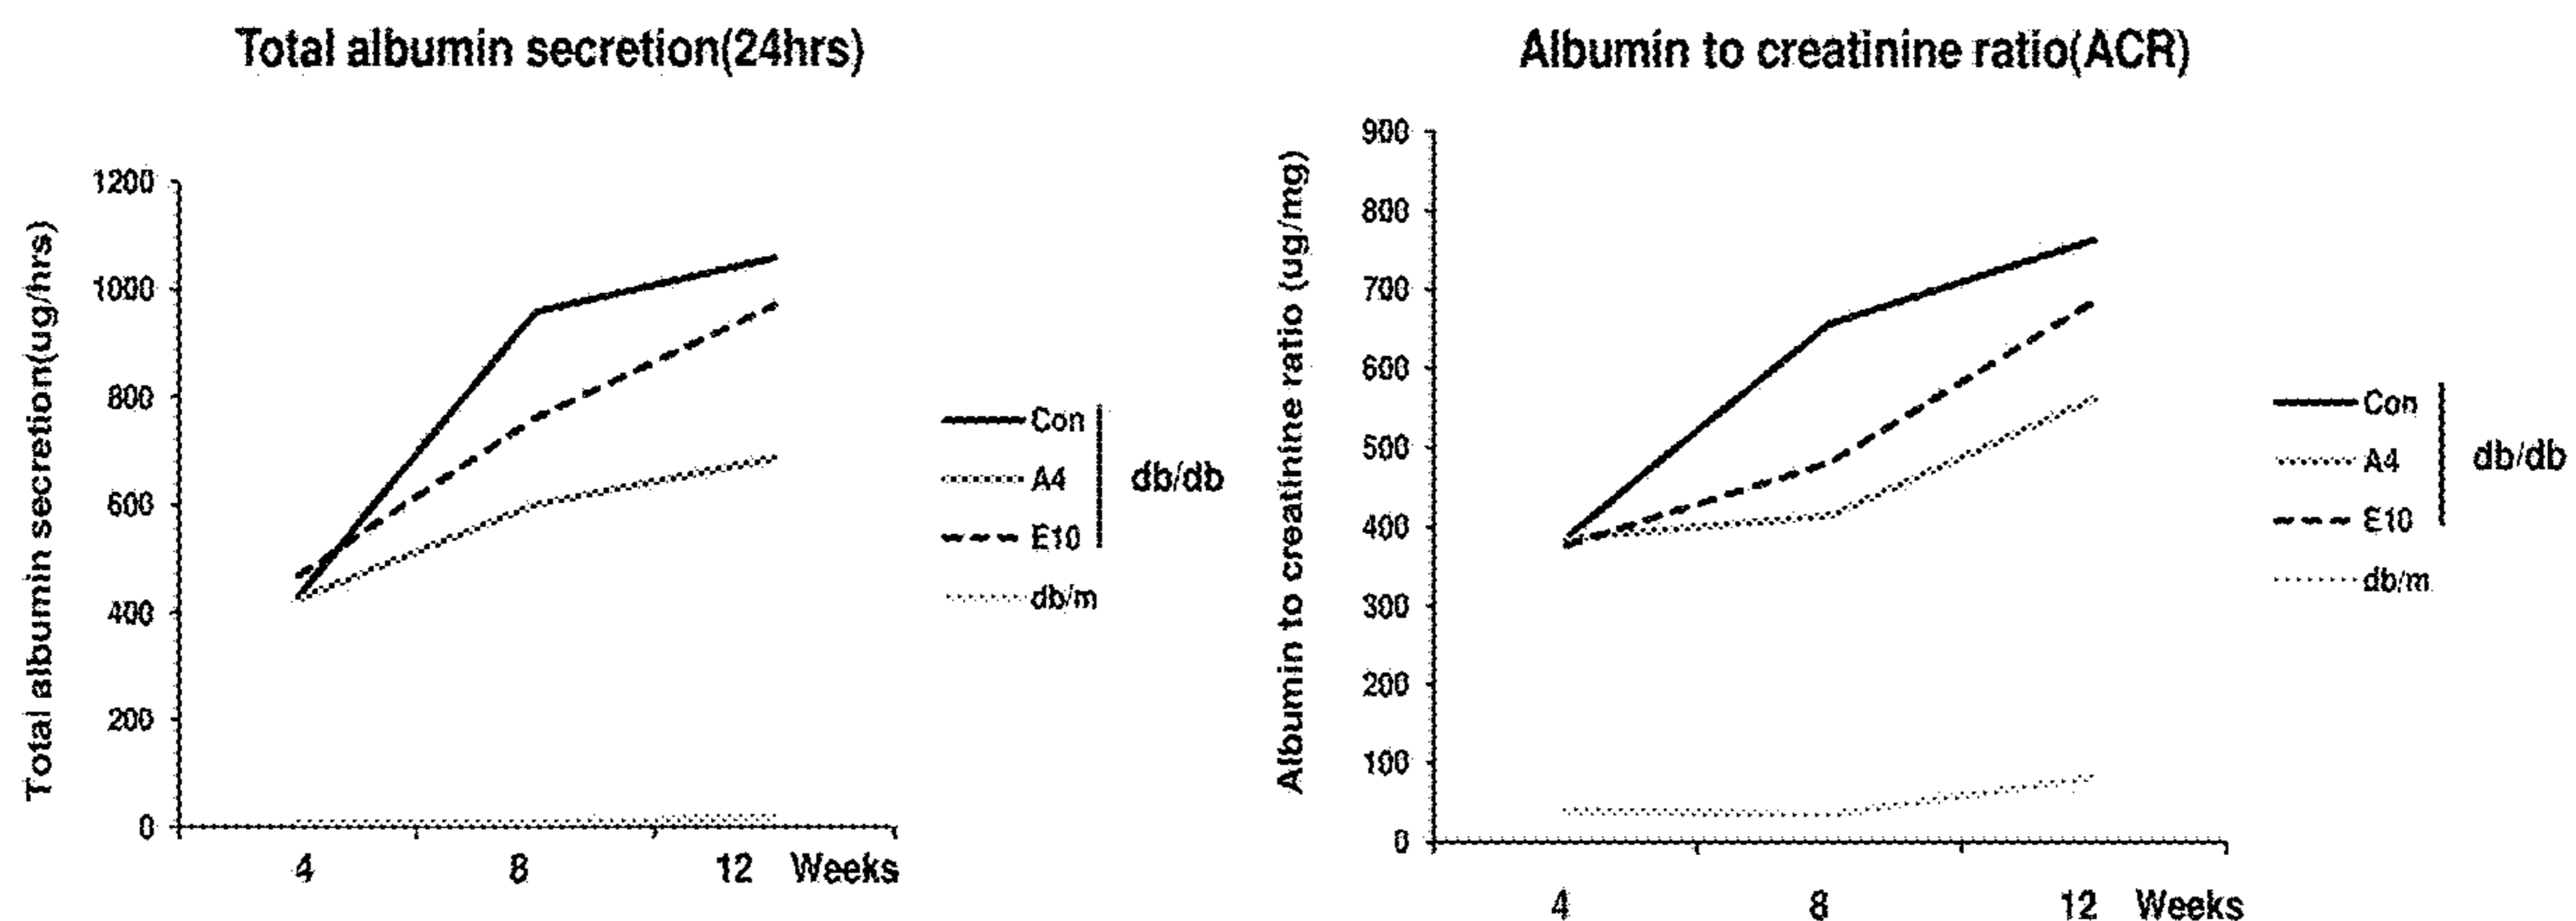 Total albumin secretion(24hrs)
Total albumin secretion(ug/hrs)
1200
1000
800
600
400
200
0
4 8 12 Weeks
Con
A4
E10
db/m
db/db
Albumin to creatinine ratio(ACR)
Albumin to creatinine ratio (ug/mg)
900
800
700
600
500
400
300
200
100
0
4 8 12 Weeks
Con
A4
E10
db/m
db/db